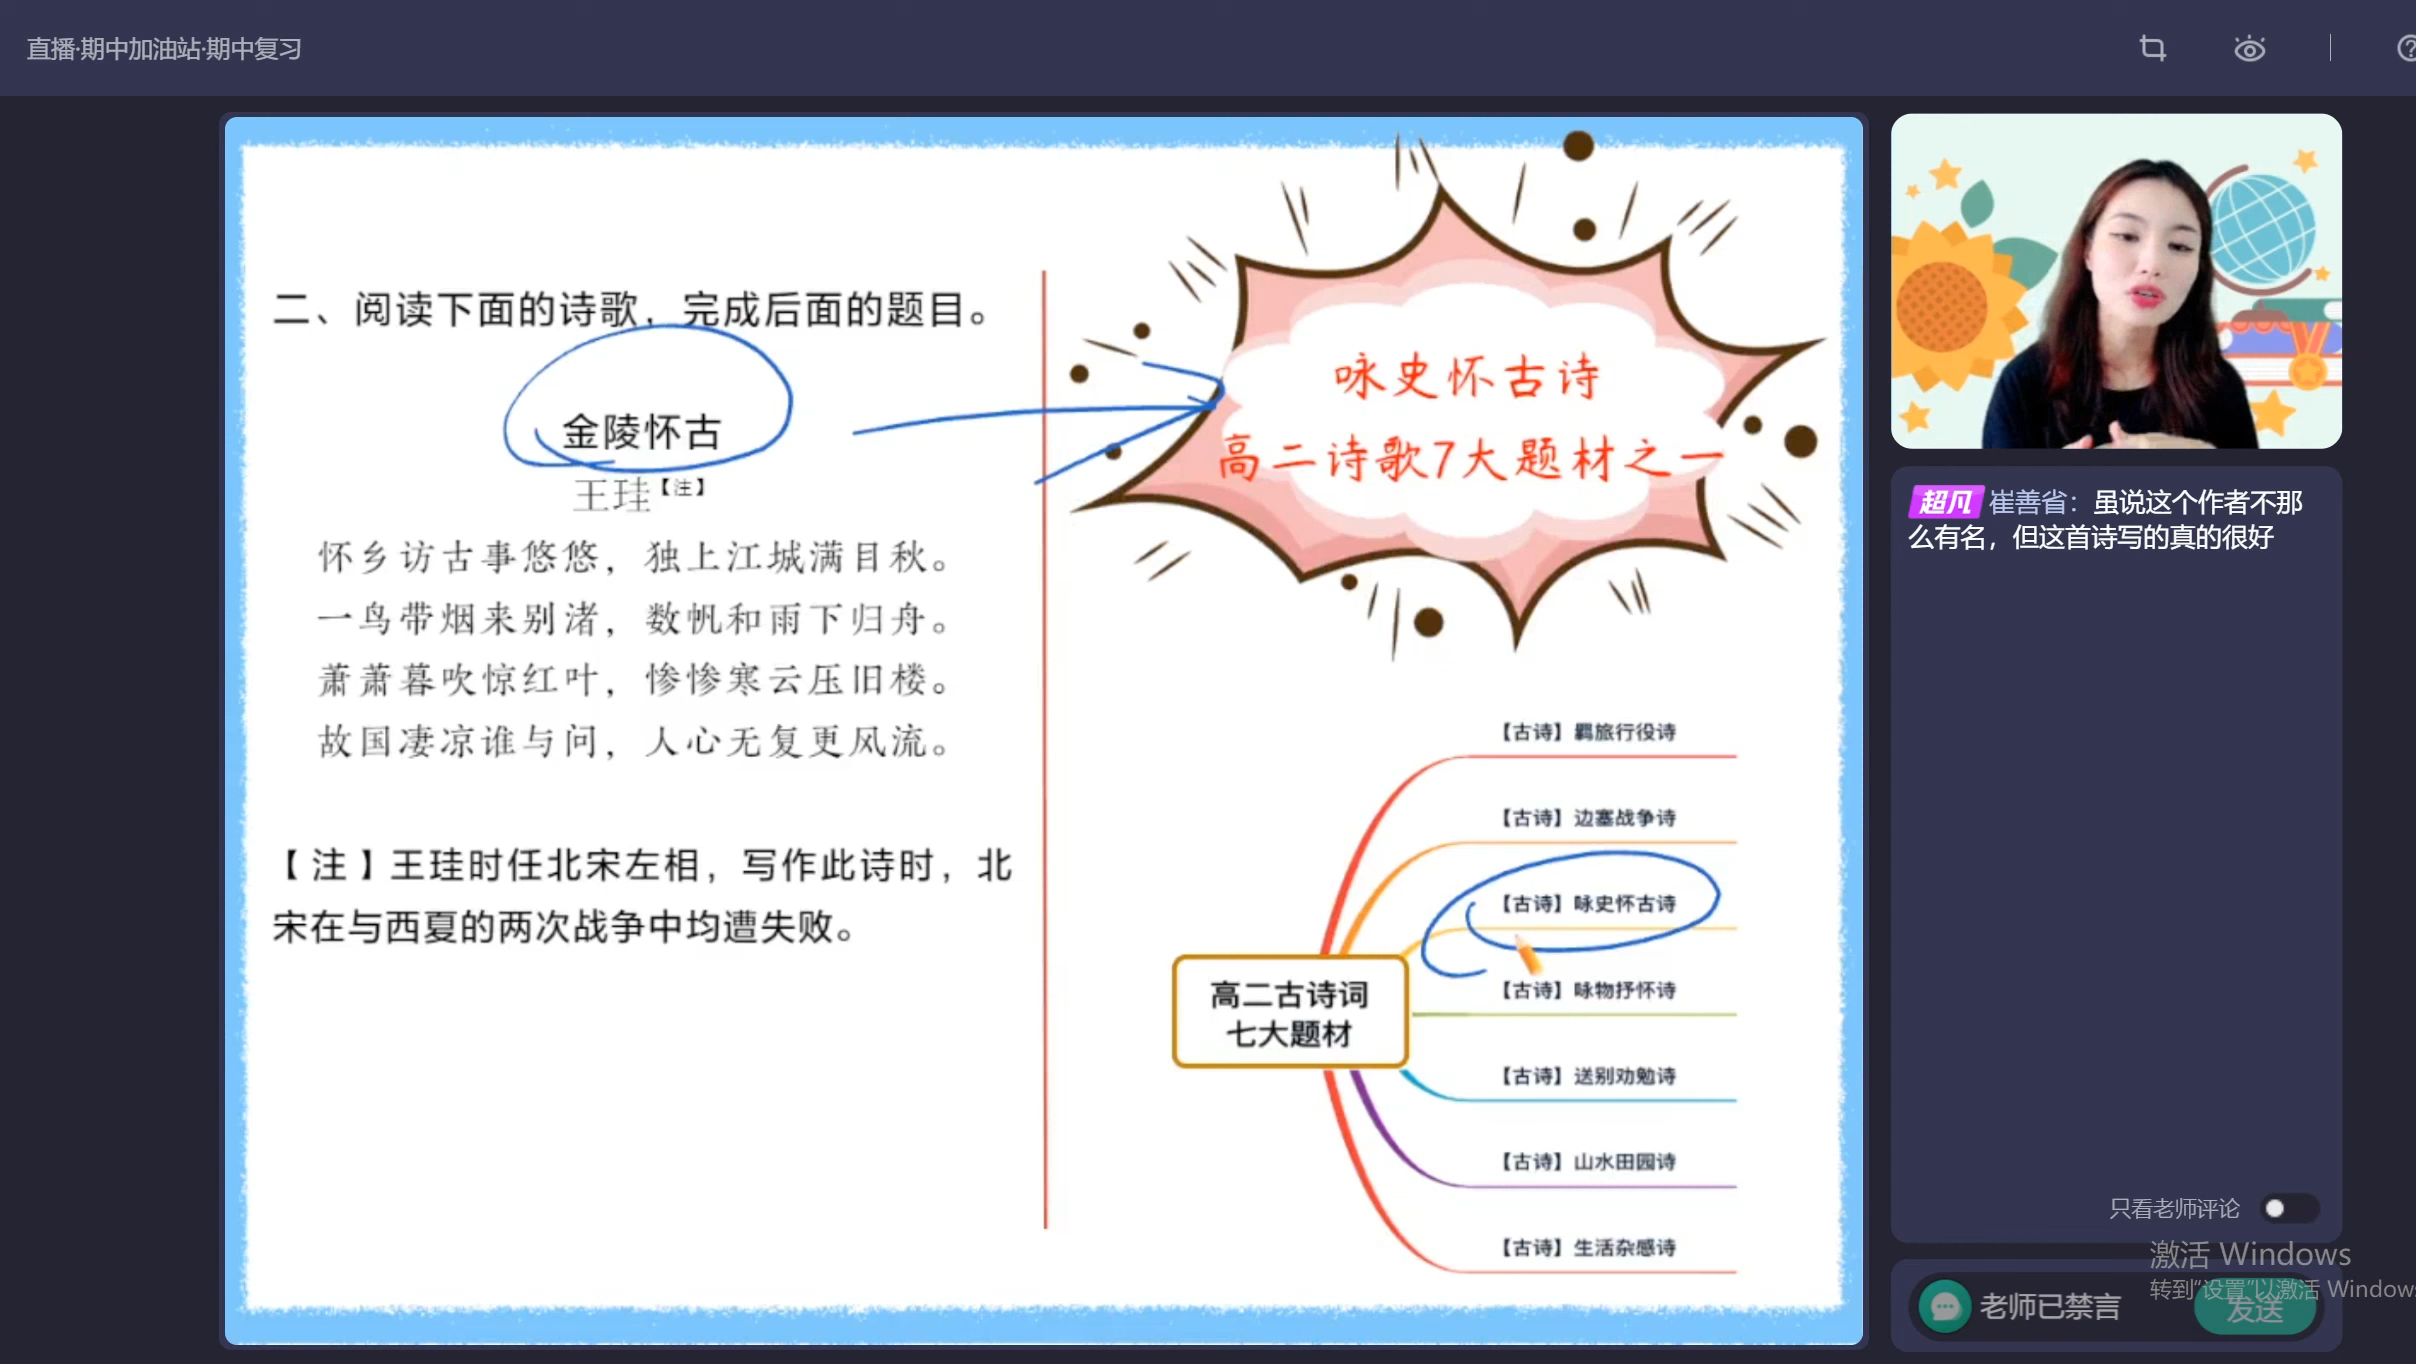 直播·期中加油站·期中复习
二、阅读下面的诗歌，完成后面的题目。
金陵怀古
王珪【注】
怀乡访古事悠悠，独上江城满目秋。
一鸟带烟来别渚，数帆和雨下归舟。
萧萧暮吹惊红叶，惨惨寒云压旧楼。
故国凄凉谁与问，人心无复更风流。
【注】王珪时任北宋左相，写作此诗时，北
宋在与西夏的两次战争中均遭失败。
咏史怀古诗
高二诗歌7大题材之一
【古诗】羁旅行役诗
【古诗】边塞战争诗
【古诗】咏史怀古诗
【古诗】咏物抒怀诗
【古诗】送别劝勉诗
【古诗】山水田园诗
【古诗】生活杂感诗
高二古诗词
七大题材
超凡 崔善省：虽说这个作者不那
么有名，但这首诗写的真的很好
只看老师评论
激活 Windows
转到"设置"以激活 Windows
老师已禁言
发送